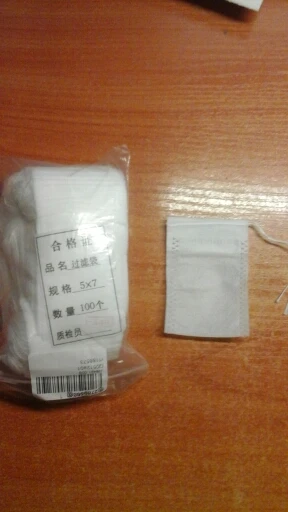 合格证
品名 过滤袋
规格 5x7
数量 100个
质检员